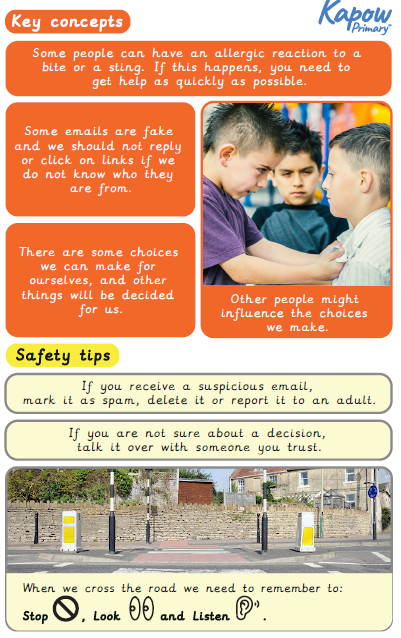 Key concepts
Kapow
Primary
Some people can have an allergic reaction to a
bite or a sting. If this happens, you need to
get help as quickly as possible.
Some emails are fake
and we should not reply
or click on links if we
do not know who they
are from.
There are some choices
we can make for
ourselves, and other
things will be decided
for us.
Other people might
influence the choices
we make.
Safety tips
If you receive a suspicious email,
mark it as spam, delete it or report it to an adult.
If you are not sure about a decision,
talk it over with someone you trust.
When we cross the road we need to remember to:
Stop , Look and Listen .